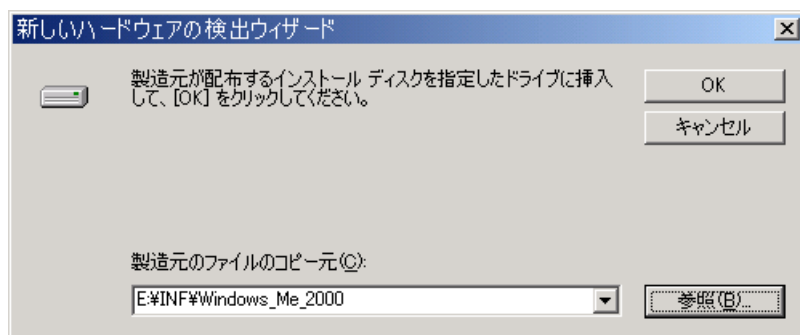 新しいハードウェアの検出ウィザード
製造元が配布するインストール ディスクを指定したドライブに挿入
して、[OK] をクリックしてください。
OK
キャンセル
製造元のファイルのコピー元(C):
E:¥INF¥Windows_Me_2000
参照(B)...